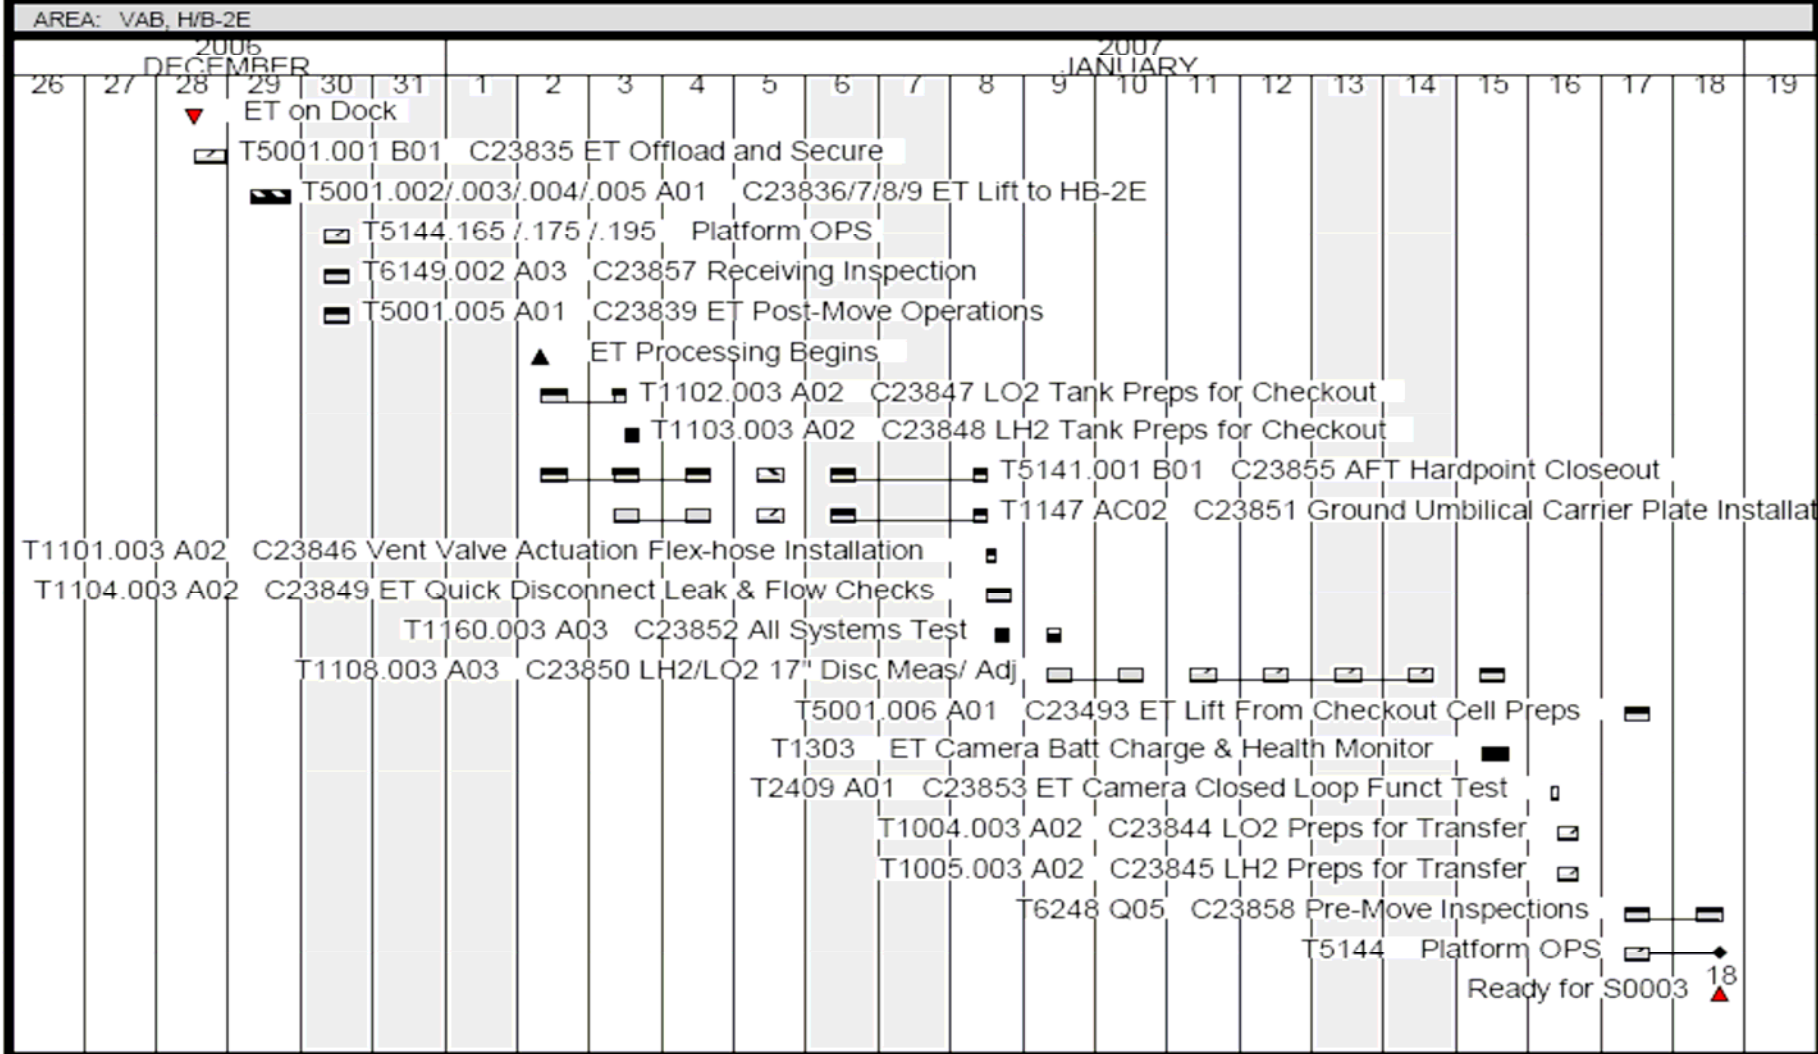 AREA: VAB, H/B-2E
2006 2007
DECEMBER JANUARY
26 27 28 29 30 31 1 2 3 4 5 6 7 8 9 10 11 12 13 14 15 16 17 18 19
ET on Dock
T5001.001 B01 C23835 ET Offload and Secure
T5001.002/.003/.004/.005 A01 C23836/7/8/9 ET Lift to HB-2E
T5144.165 /.175 /.195 Platform OPS
T6149.002 A03 C23857 Receiving Inspection
T5001.005 A01 C23839 ET Post-Move Operations
ET Processing Begins
T1102.003 A02 C23847 LO2 Tank Preps for Checkout
T1103.003 A02 C23848 LH2 Tank Preps for Checkout
T5141.001 B01 C23855 AFT Hardpoint Closeout
T1147 AC02 C23851 Ground Umbilical Carrier Plate Installat
T1101.003 A02 C23846 Vent Valve Actuation Flex-hose Installation
T1104.003 A02 C23849 ET Quick Disconnect Leak & Flow Checks
T1160.003 A03 C23852 All Systems Test
T1108.003 A03 C23850 LH2/LO2 17" Disc Meas/ Adj
T5001.006 A01 C23493 ET Lift From Checkout Cell Preps
T1303 ET Camera Batt Charge & Health Monitor
T2409 A01 C23853 ET Camera Closed Loop Funct Test
T1004.003 A02 C23844 LO2 Preps for Transfer
T1005.003 A02 C23845 LH2 Preps for Transfer
T6248 Q05 C23858 Pre-Move Inspections
T5144 Platform OPS
18
Ready for S0003